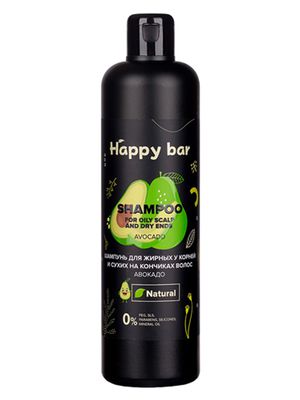 Happy bar
SHAMPOO
FOR OILY SCALP
AND DRY ENDS
AVOCADO
ШАМПУНЬ ДЛЯ ЖИРНЫХ У КОРНЕЙ
И СУХИХ НА КОНЧИКАХ ВОЛОС
АВОКАДО
Natural
0%
PEG, SLS,
PARABENS, SILICONES,
MINERAL OIL